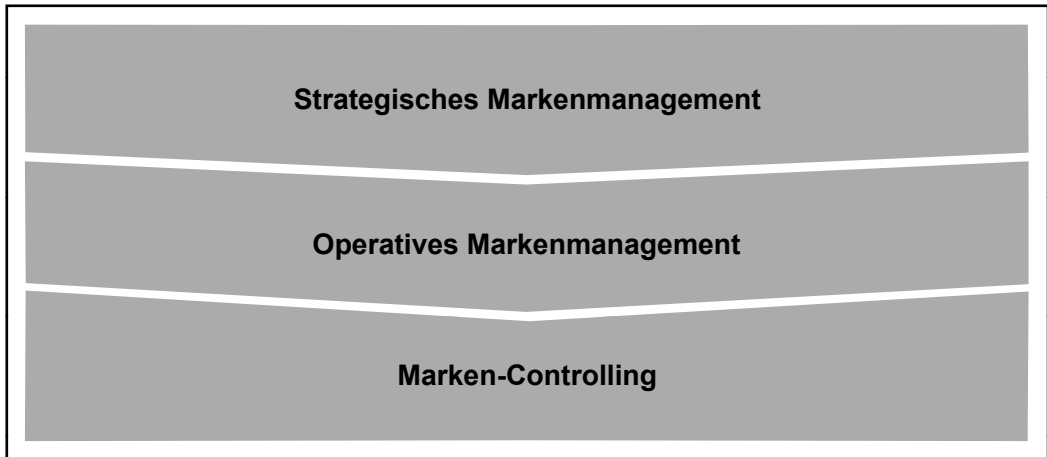 Strategisches Markenmanagement
Operatives Markenmanagement
Marken-Controlling